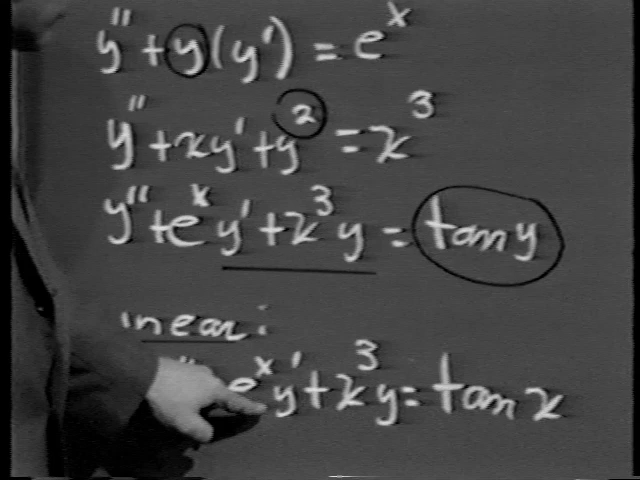 y'' + y(y') = e^x
y'' + xy' + y^2 = x^3
y'' + e^x y' + x^3 y = tan y
inear:
e^x y' + x^3 y = tan x